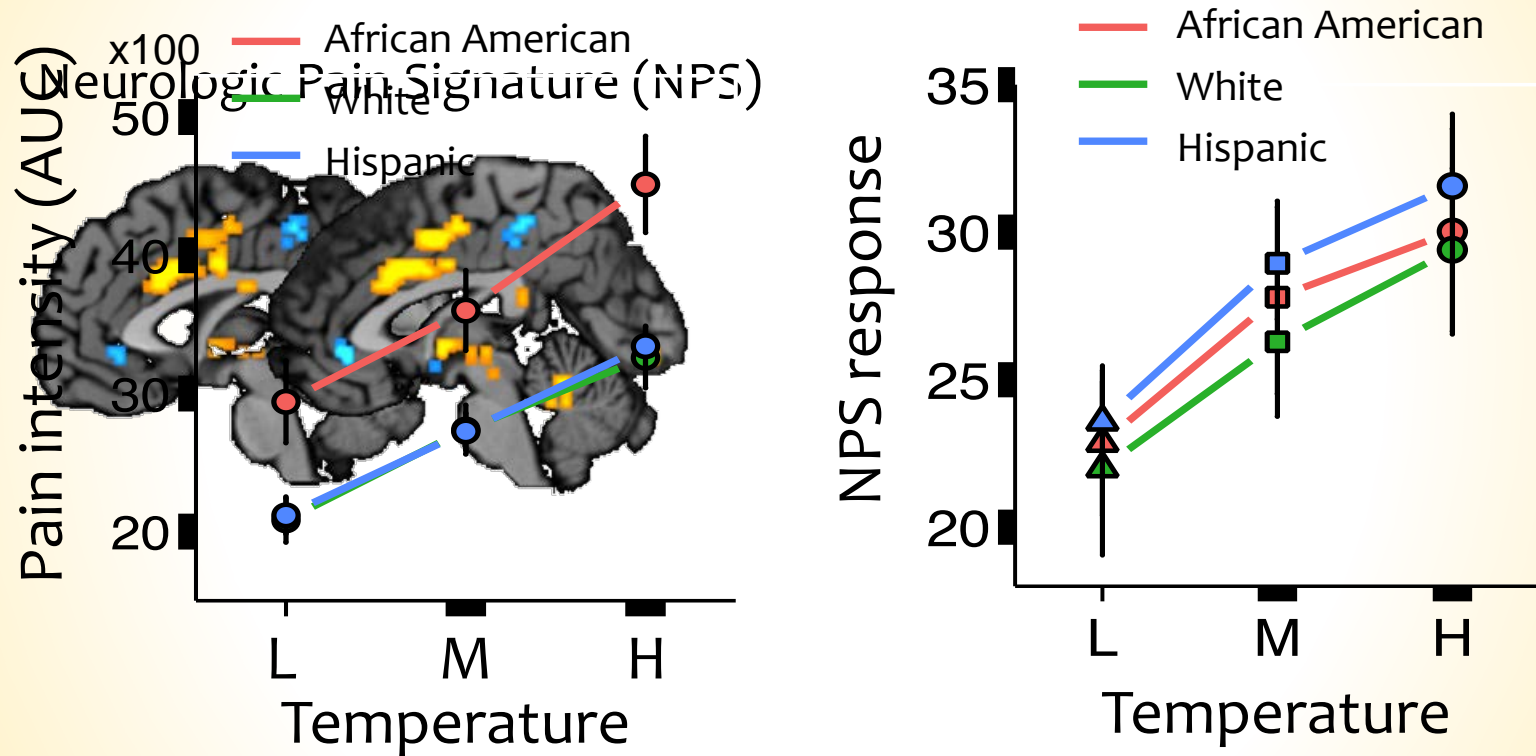 x100
African American
Neurologic Pain Signature (NPS)
White
Hispanic
Pain intensity (AUC)
50
40
30
20
L M H
Temperature
African American
White
Hispanic
NPS response
35
30
25
20
L M H
Temperature